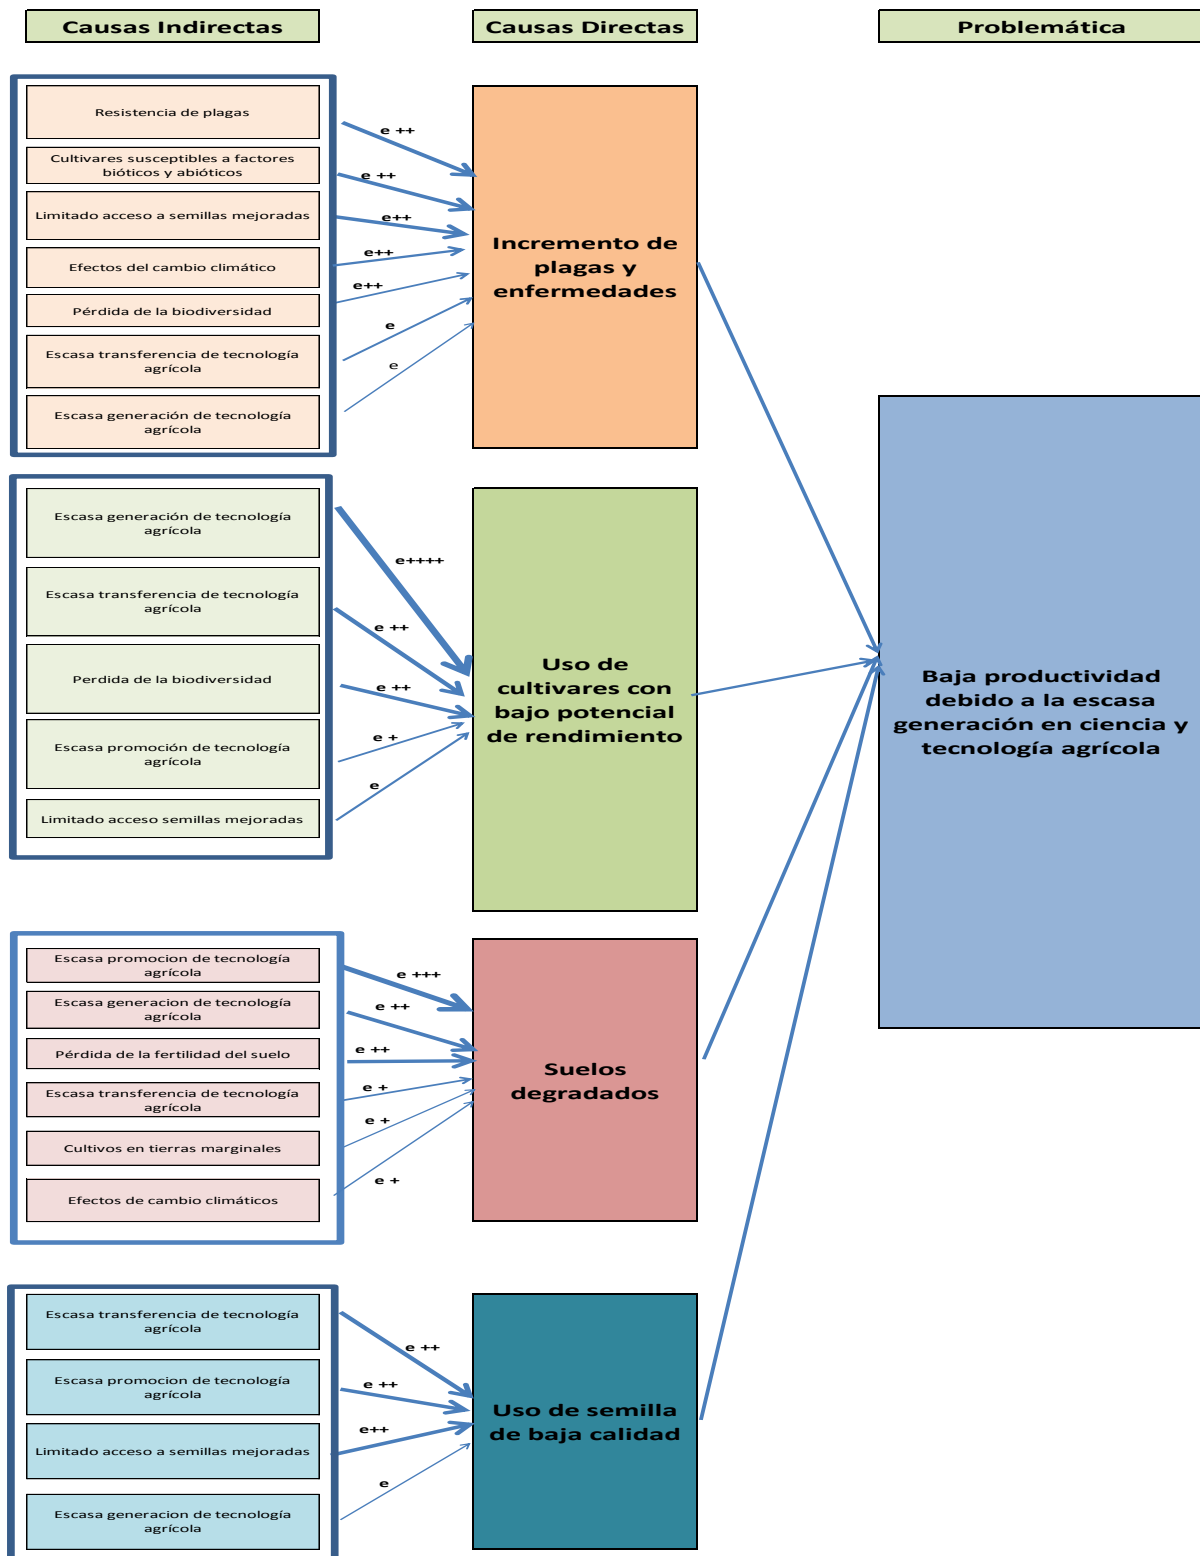 Causas Indirectas
Causas Directas
Problemática
Resistencia de plagas
Cultivares susceptibles a factores
bióticos y abióticos
Limitado acceso a semillas mejoradas
Efectos del cambio climático
Pérdida de la biodiversidad
Escasa transferencia de tecnología
agrícola
Escasa generación de tecnología
agrícola
e ++
e ++
e++
e++
e++
e
e
Incremento de
plagas y
enfermedades
Escasa generación de tecnología
agrícola
Escasa transferencia de tecnología
agrícola
Perdida de la biodiversidad
Escasa promoción de tecnología
agrícola
Limitado acceso semillas mejoradas
e++++
e ++
e ++
e +
e
Uso de
cultivares con
bajo potencial
de rendimiento
Baja productividad
debido a la escasa
generación en ciencia y
tecnología agrícola
Escasa promocion de tecnología
agrícola
Escasa generacion de tecnología
agrícola
Pérdida de la fertilidad del suelo
Escasa transferencia de tecnología
agrícola
Cultivos en tierras marginales
Efectos de cambio climáticos
e +++
e ++
e ++
e +
e +
e +
Suelos
degradados
Escasa transferencia de tecnología
agrícola
Escasa promocion de tecnología
agrícola
Limitado acceso a semillas mejoradas
Escasa generacion de tecnología
agrícola
e ++
e ++
e++
e
Uso de semilla
de baja calidad